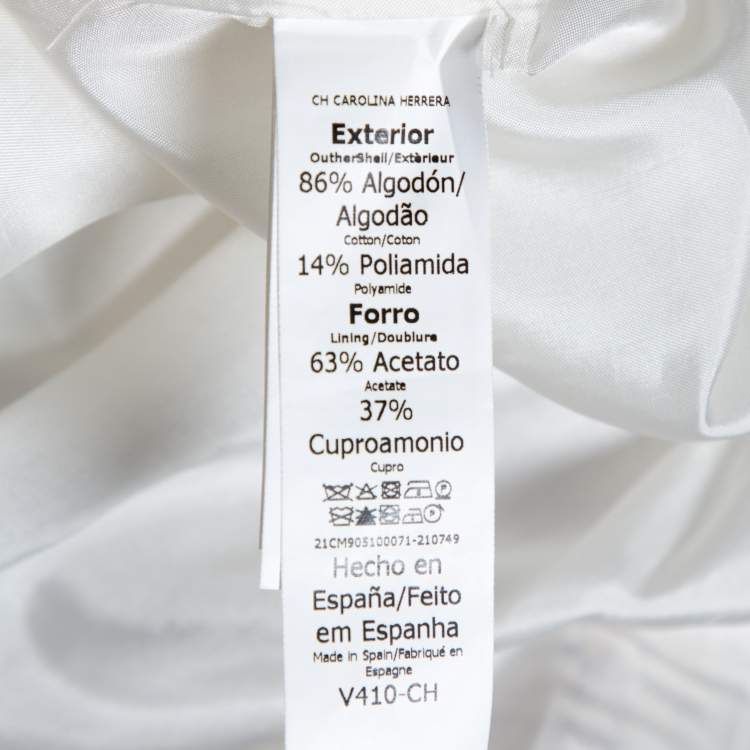 CH CAROLINA HERRERA
Exterior
OutherShell/Extèrieur
86% Algodón/
Algodão
Cotton/Coton
14% Poliamida
Polyamide
Forro
Lining/Doublure
63% Acetato
Acetate
37%
Cuproamonio
Cupro
21CM905100071-210749
Hecho en
España/Feito
em Espanha
Made in Spain/Fabriqué en
Espagne
V410-CH